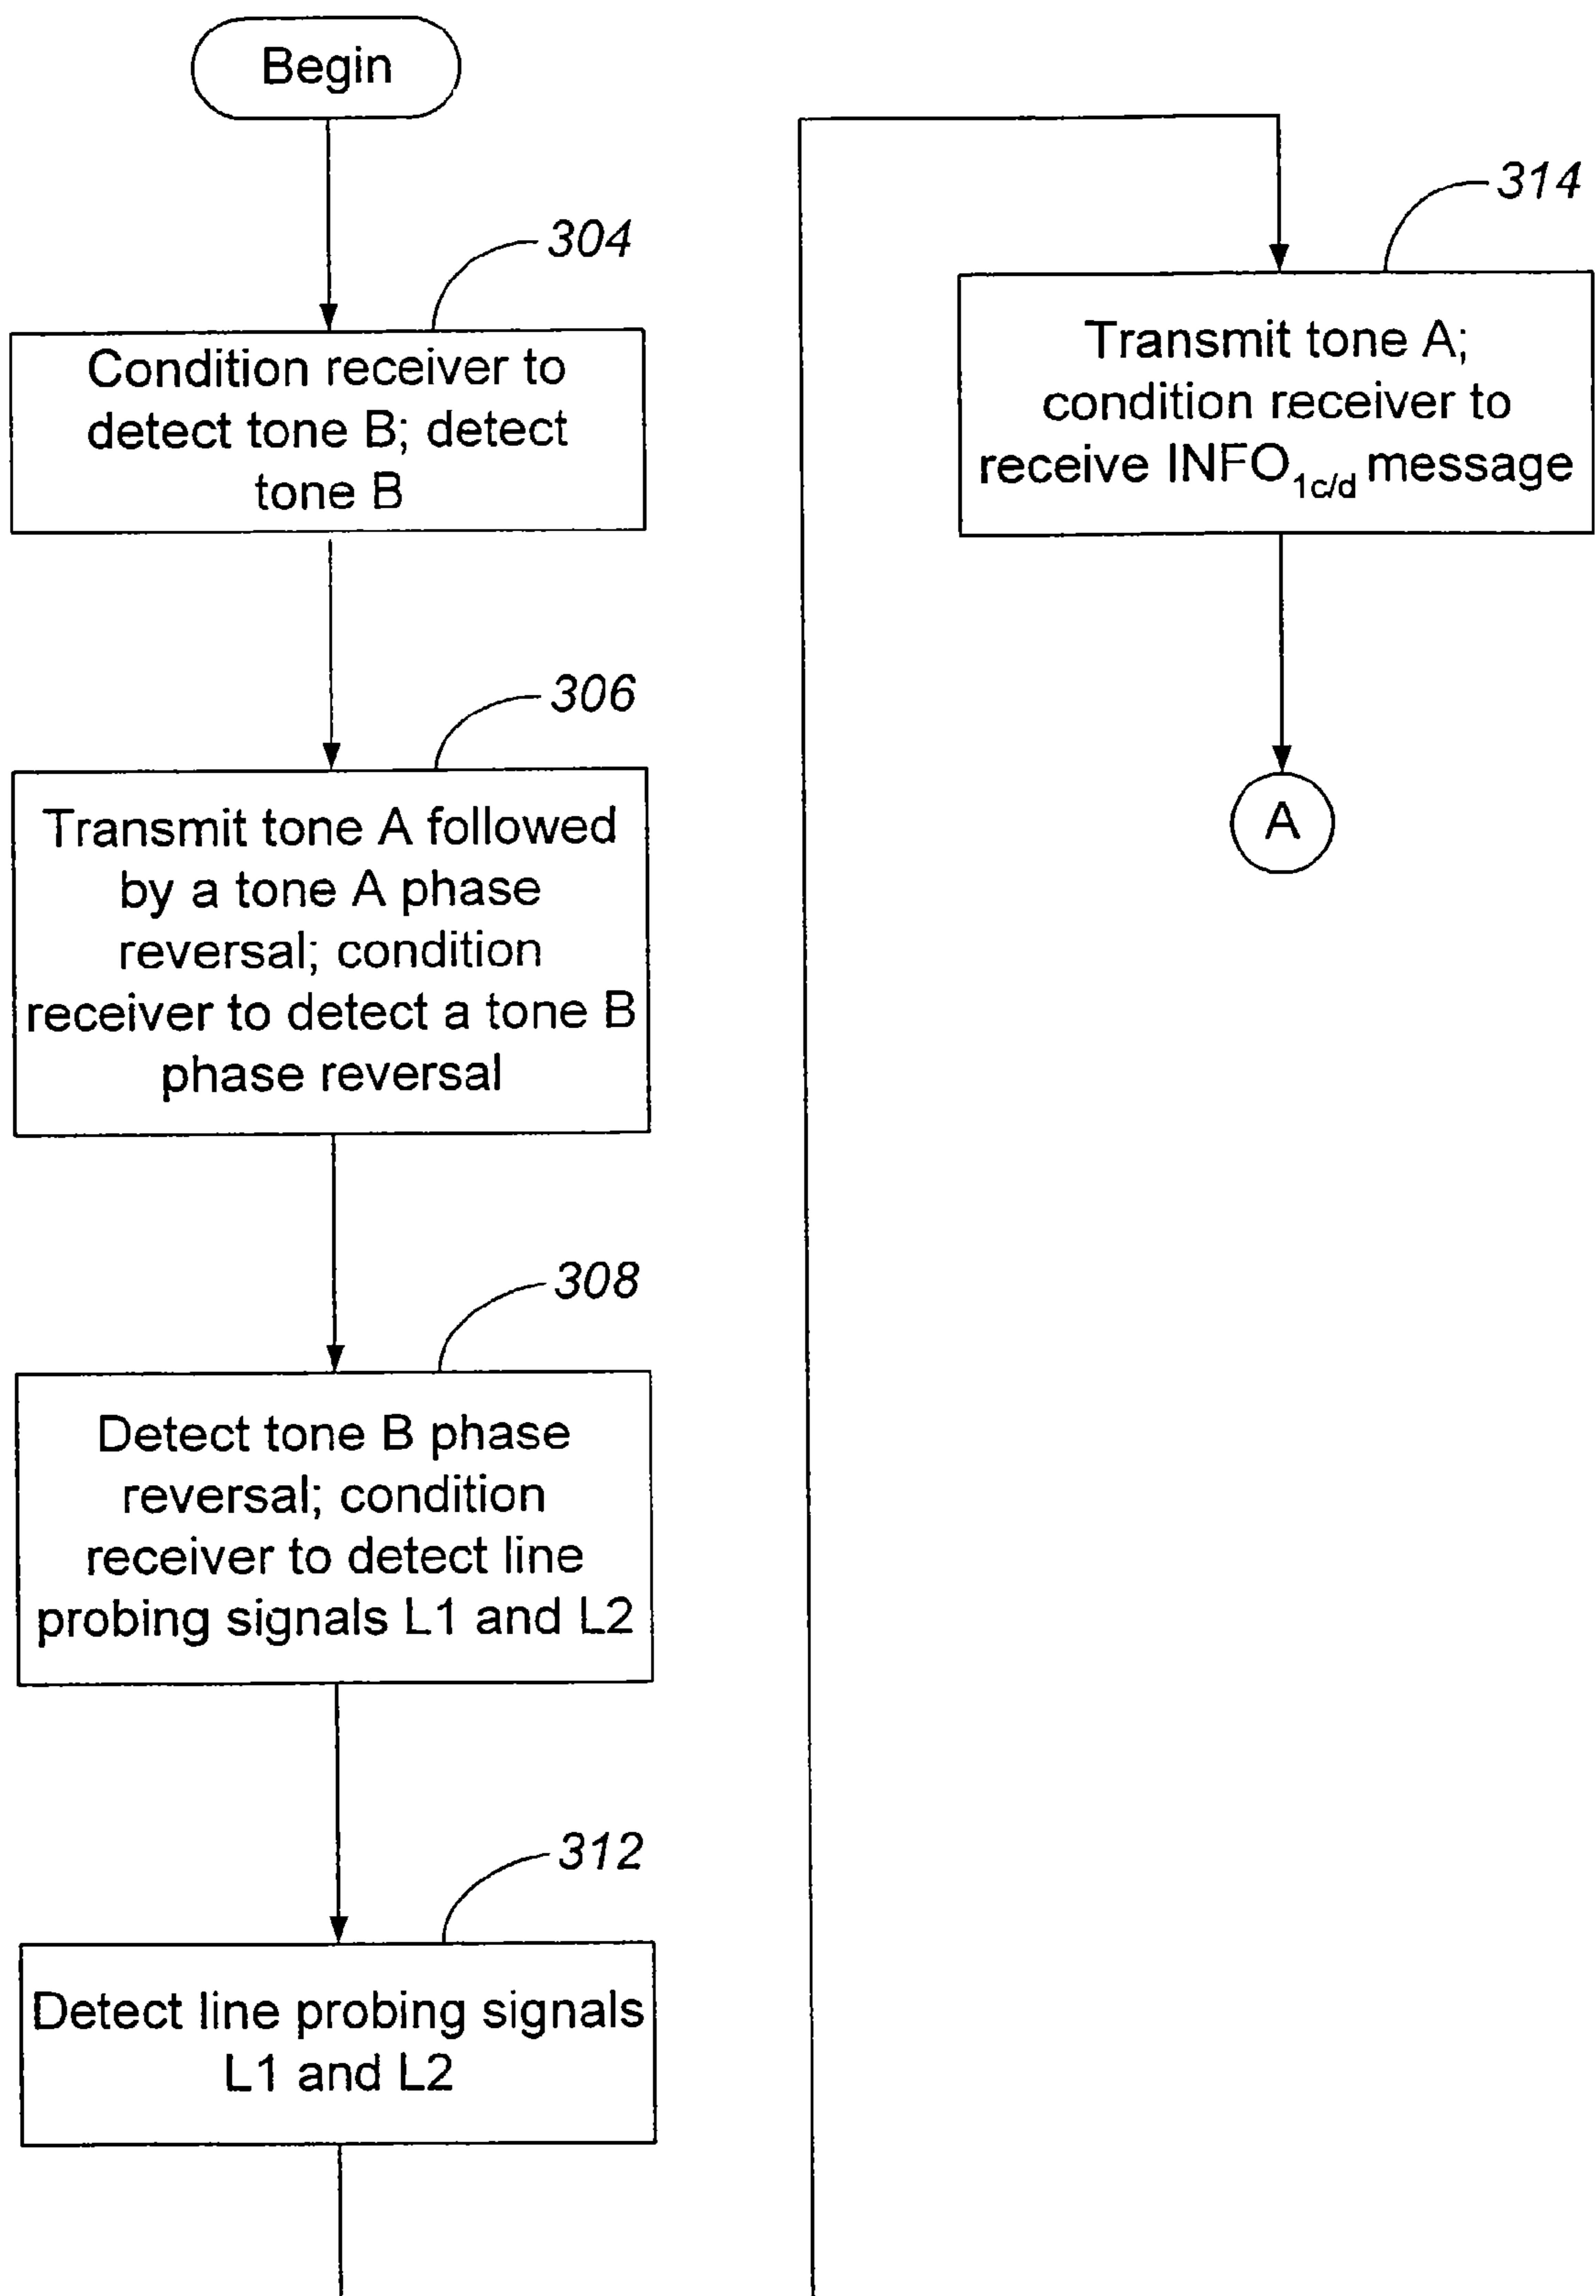 Begin
304
Condition receiver to
detect tone B; detect
tone B
306
Transmit tone A followed
by a tone A phase
reversal; condition
receiver to detect a tone B
phase reversal
308
Detect tone B phase
reversal; condition
receiver to detect line
probing signals L1 and L2
312
Detect line probing signals
L1 and L2
314
Transmit tone A;
condition receiver to
receive INFO1c/d message
A